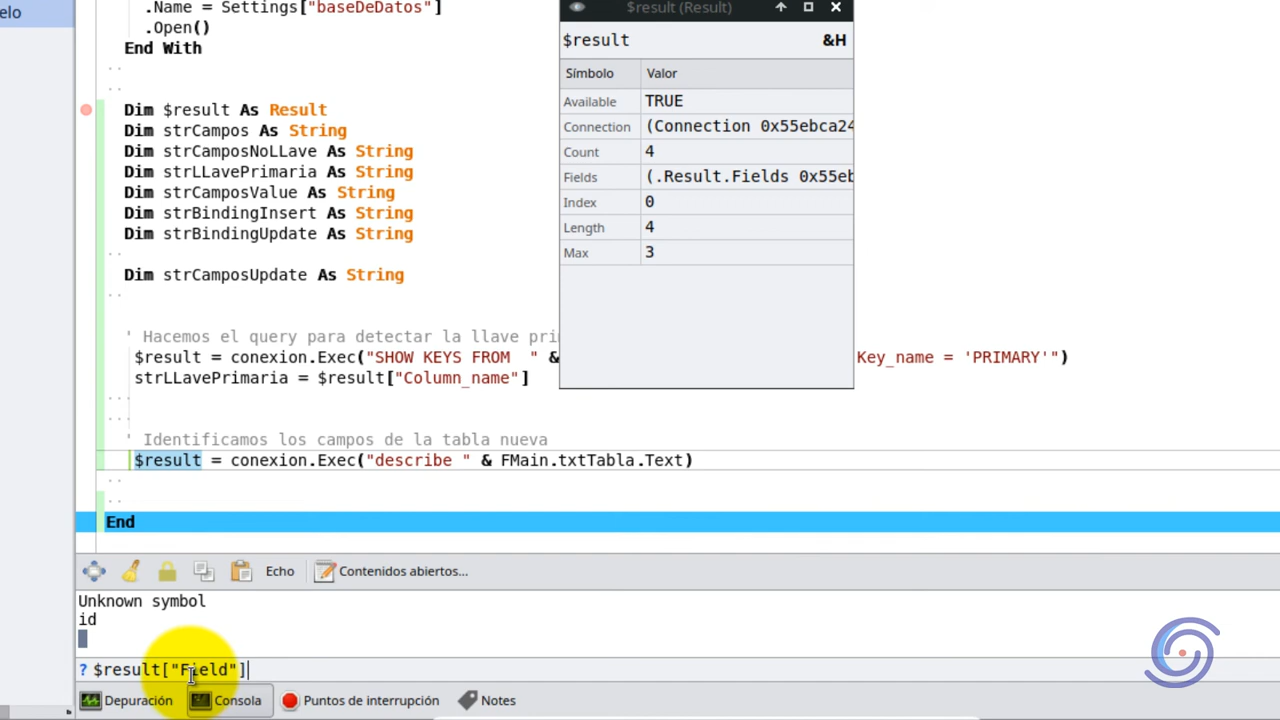 elo
.Name = Settings["baseDeDatos"]
.Open()
End With
Dim $result As Result
Dim strCampos As String
Dim strCamposNoLLave As String
Dim strLLavePrimaria As String
Dim strCamposValue As String
Dim strBindingInsert As String
Dim strBindingUpdate As String
Dim strCamposUpdate As String
' Hacemos el query para detectar la llave pri
$result = conexion.Exec("SHOW KEYS FROM " & Key_name = 'PRIMARY'")
strLLavePrimaria = $result["Column_name"]
' Identificamos los campos de la tabla nueva
$result = conexion.Exec("describe " & FMain.txtTabla.Text)
End
$result (Result)
$result &H
Símbolo Valor
Available TRUE
Connection (Connection 0x55ebca24
Count 4
Fields (.Result.Fields 0x55eb
Index 0
Length 4
Max 3
Echo Contenidos abiertos...
Unknown symbol
id
? $result["Field"]
Depuración Consola Puntos de interrupción Notes